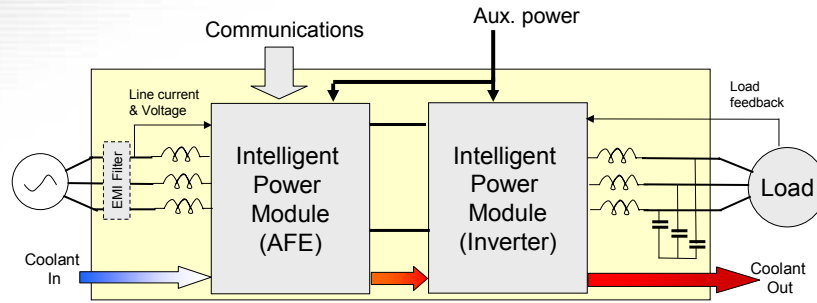 Communications
Aux. power
Line current
& Voltage
Load
feedback
EMI Filter
Intelligent
Power
Module
(AFE)
Intelligent
Power
Module
(Inverter)
Load
Coolant
In
Coolant
Out